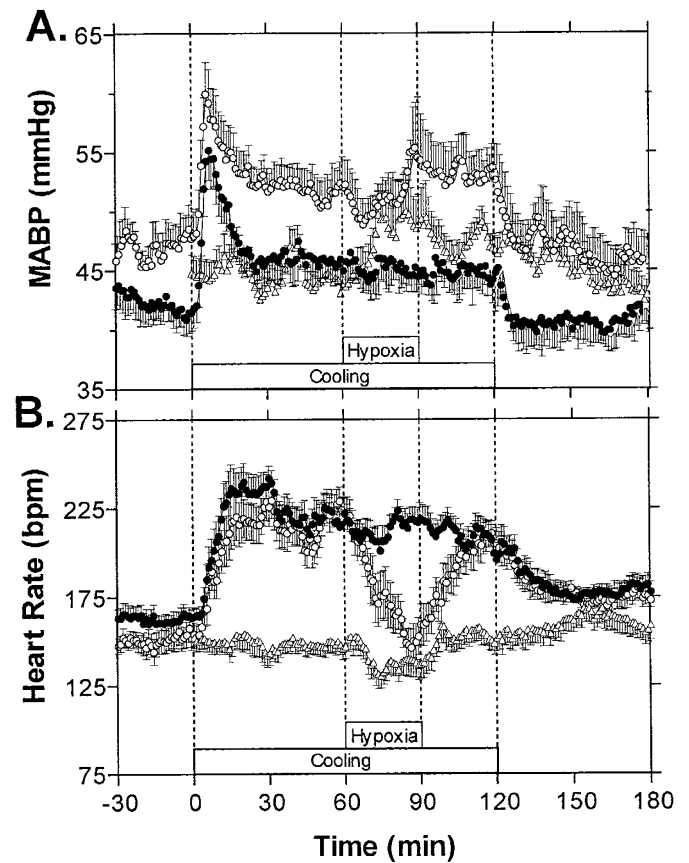 A.
65
55
45
35
MABP (mmHg)
Hypoxia
Cooling
B.
275
225
175
125
75
Heart Rate (bpm)
Hypoxia
Cooling
-30 0 30 60 90 120 150 180
Time (min)